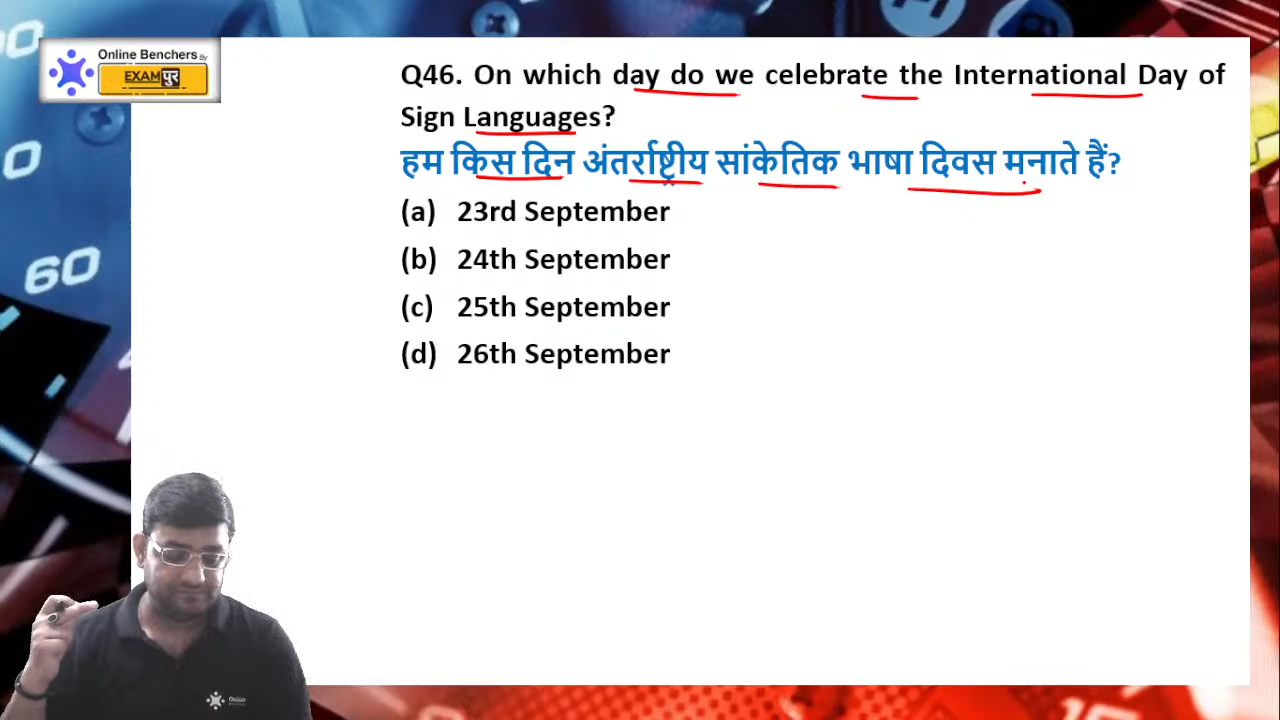 Online Benchers By
EXAMपुर
Q46. On which day do we celebrate the International Day of
Sign Languages?
हम किस दिन अंतर्राष्ट्रीय सांकेतिक भाषा दिवस मनाते हैं?
(a) 23rd September
(b) 24th September
(c) 25th September
(d) 26th September
60